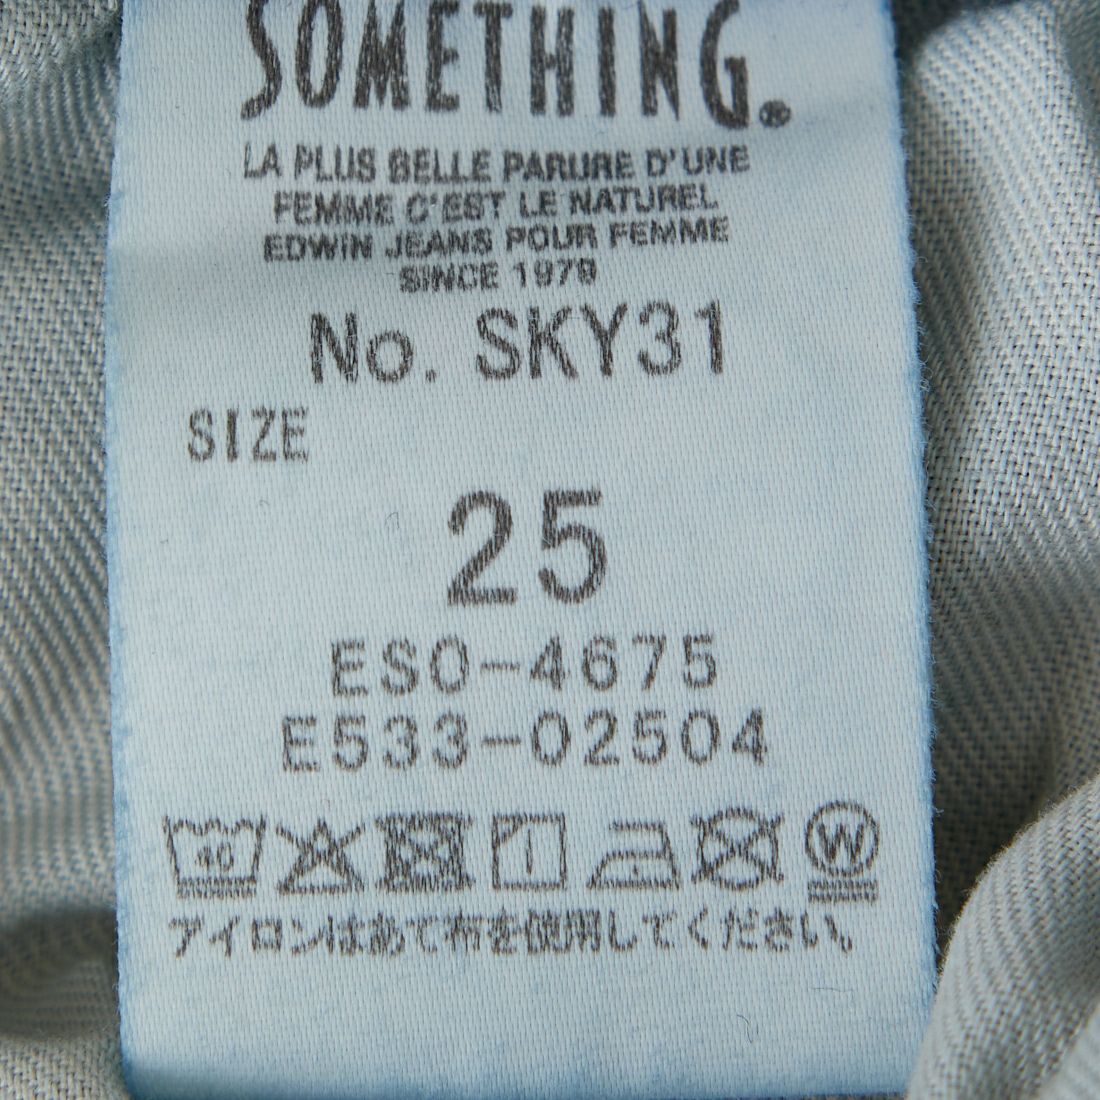 SOMETHING®
LA PLUS BELLE PARURE D'UNE
FEMME C'EST LE NATUREL
EDWIN JEANS POUR FEMME
SINCE 1979
No. SKY31
SIZE
25
ESO-4675
E533-02504
40 W
アイロンはあて布を使用してください。